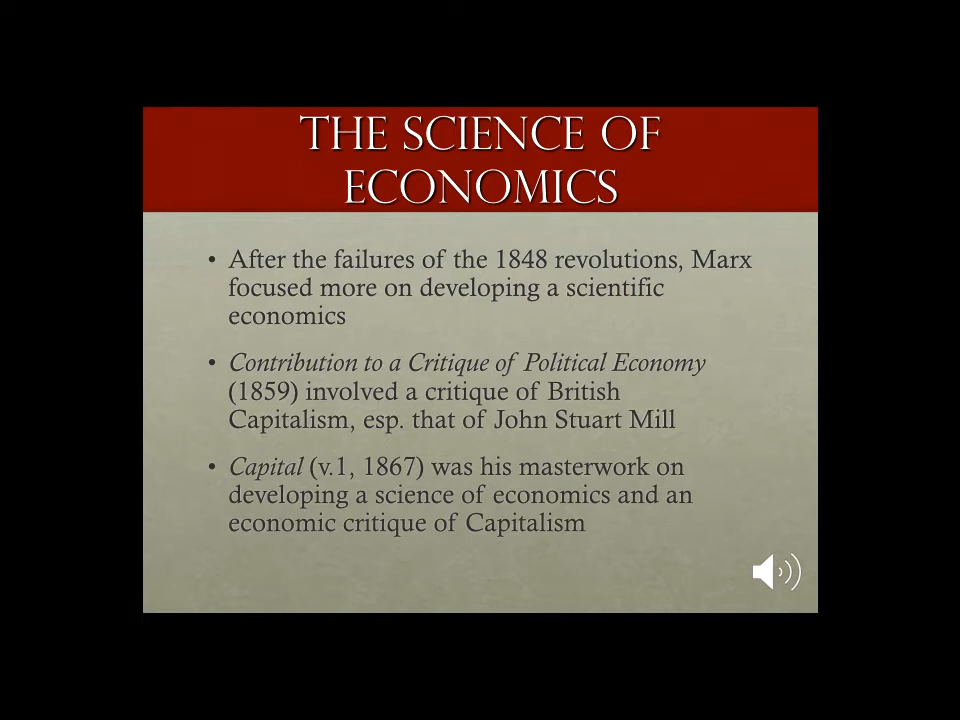 THE SCIENCE OF
ECONOMICS
• After the failures of the 1848 revolutions, Marx
focused more on developing a scientific
economics
• Contribution to a Critique of Political Economy
(1859) involved a critique of British
Capitalism, esp. that of John Stuart Mill
• Capital (v.1, 1867) was his masterwork on
developing a science of economics and an
economic critique of Capitalism